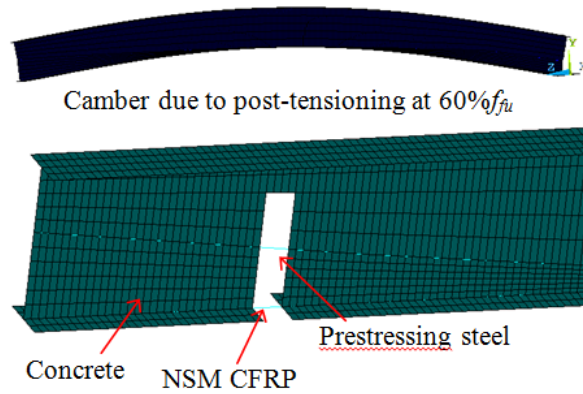 Y
Z
X
Camber due to post-tensioning at 60%ffu
Concrete
NSM CFRP
Prestressing steel